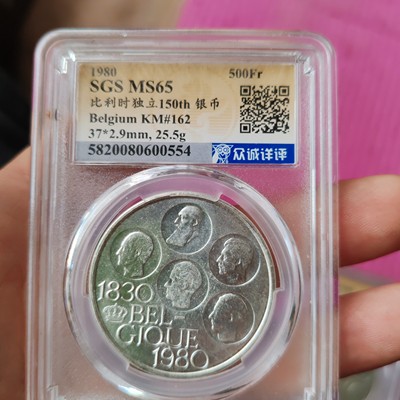 1980 500Fr
SGS MS65
比利时独立150th 银币
Belgium KM#162
37*2.9mm, 25.5g
5820080600554
众诚详评
1830
BEL-
GIQUE
1980